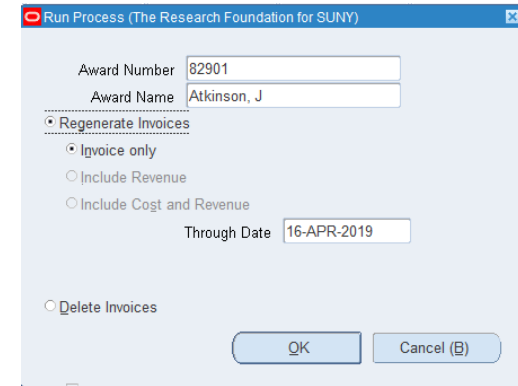 Run Process (The Research Foundation for SUNY)
Award Number 82901
Award Name Atkinson, J
Regenerate Invoices
Invoice only
Include Revenue
Include Cost and Revenue
Through Date 16-APR-2019
Delete Invoices
OK Cancel (B)